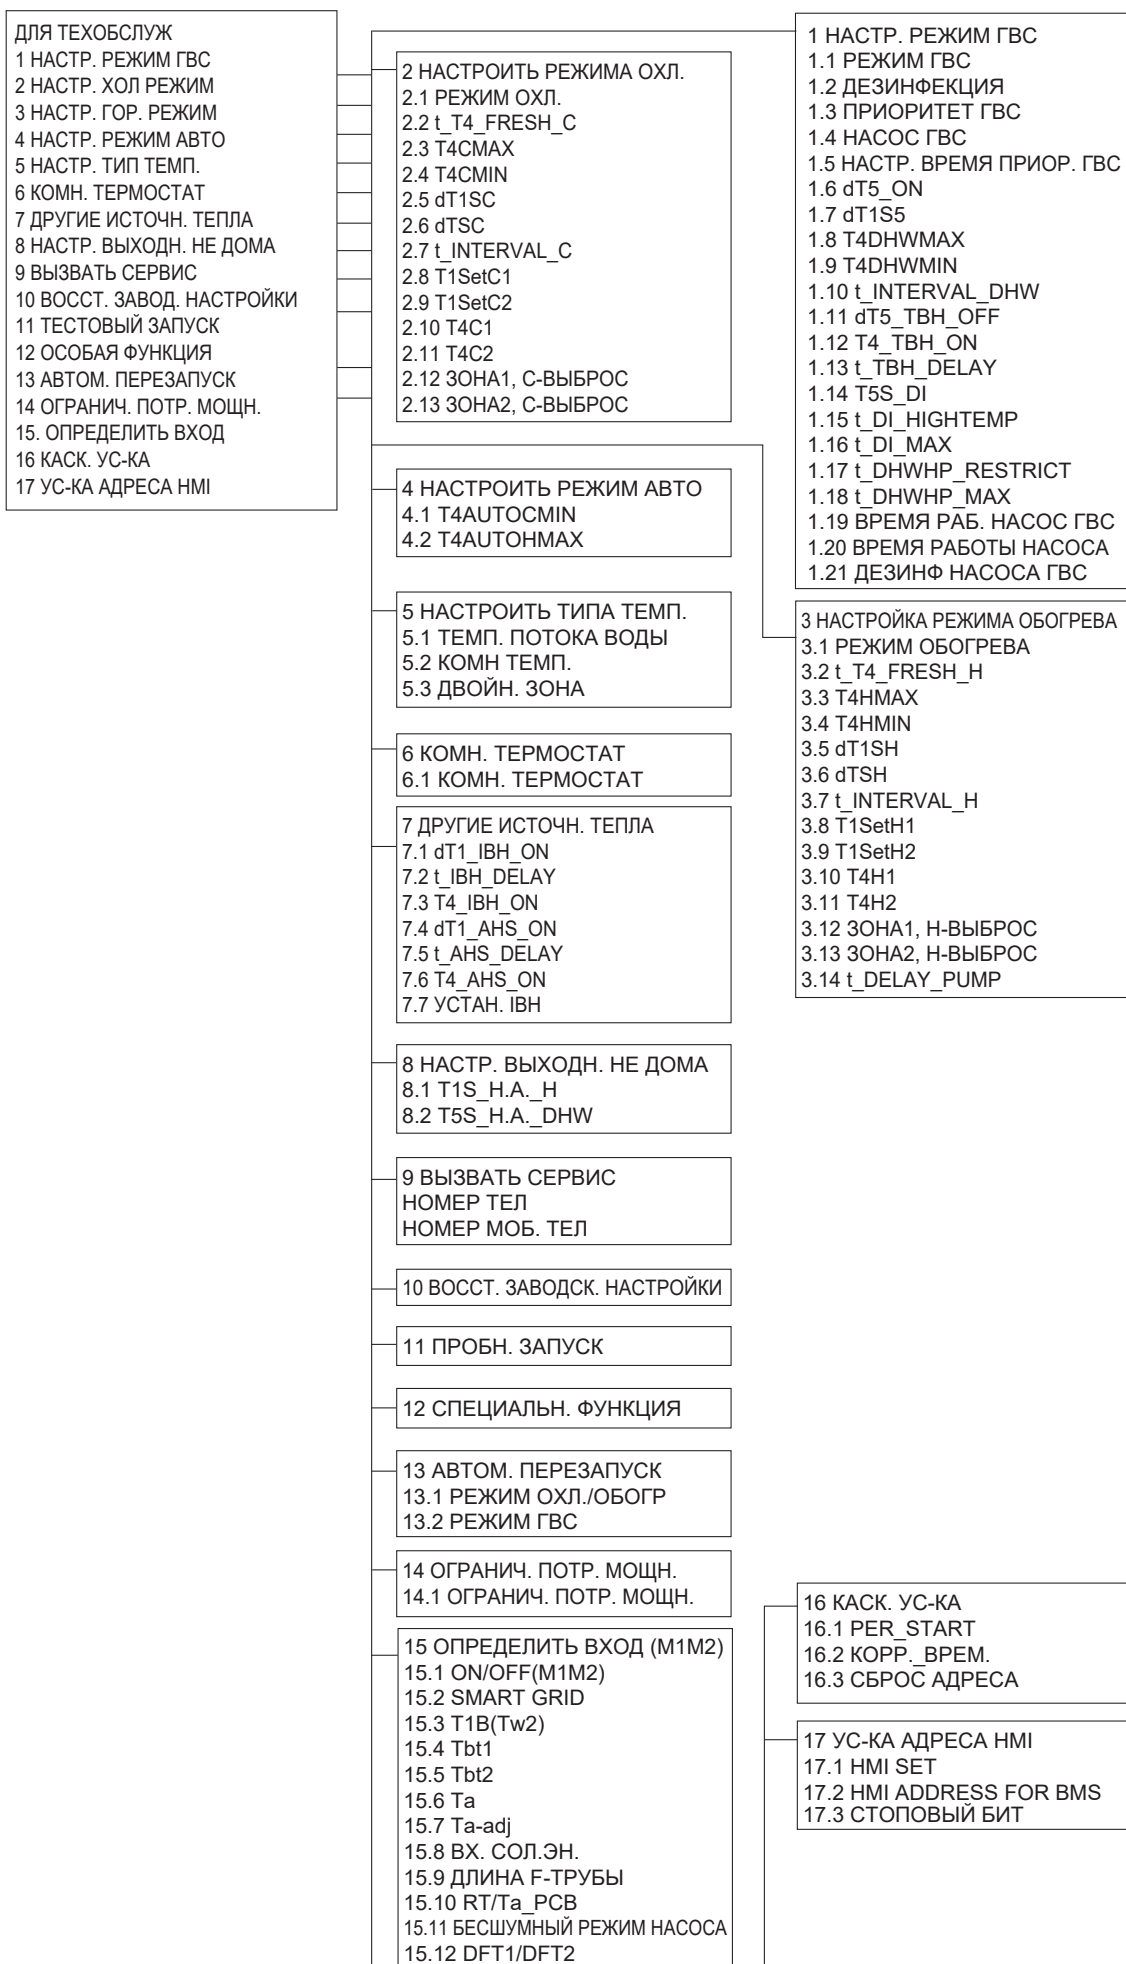 ДЛЯ ТЕХОБСЛУЖ
1 НАСТР. РЕЖИМ ГВС
2 НАСТР. ХОЛ РЕЖИМ
3 НАСТР. ГОР. РЕЖИМ
4 НАСТР. РЕЖИМ АВТО
5 НАСТР. ТИП ТЕМП.
6 КОМН. ТЕРМОСТАТ
7 ДРУГИЕ ИСТОЧН. ТЕПЛА
8 НАСТР. ВЫХОДН. НЕ ДОМА
9 ВЫЗВАТЬ СЕРВИС
10 ВОССТ. ЗАВОД. НАСТРОЙКИ
11 ТЕСТОВЫЙ ЗАПУСК
12 ОСОБАЯ ФУНКЦИЯ
13 АВТОМ. ПЕРЕЗАПУСК
14 ОГРАНИЧ. ПОТР. МОЩН.
15. ОПРЕДЕЛИТЬ ВХОД
16 КАСК. УС-КА
17 УС-КА АДРЕСА HMI
2 НАСТРОИТЬ РЕЖИМА ОХЛ.
2.1 РЕЖИМ ОХЛ.
2.2 t_T4_FRESH_C
2.3 T4CMAX
2.4 T4CMIN
2.5 dT1SC
2.6 dTSC
2.7 t_INTERVAL_C
2.8 T1SetC1
2.9 T1SetC2
2.10 T4C1
2.11 T4C2
2.12 ЗОНА1, С-ВЫБРОС
2.13 ЗОНА2, С-ВЫБРОС
4 НАСТРОИТЬ РЕЖИМ АВТО
4.1 T4AUTOCMIN
4.2 T4AUTOHMAX
5 НАСТРОИТЬ ТИПА ТЕМП.
5.1 ТЕМП. ПОТОКА ВОДЫ
5.2 КОМН ТЕМП.
5.3 ДВОЙН. ЗОНА
6 КОМН. ТЕРМОСТАТ
6.1 КОМН. ТЕРМОСТАТ
7 ДРУГИЕ ИСТОЧН. ТЕПЛА
7.1 dT1_IBH_ON
7.2 t_IBH_DELAY
7.3 T4_IBH_ON
7.4 dT1_AHS_ON
7.5 t_AHS_DELAY
7.6 T4_AHS_ON
7.7 УСТАН. IBH
8 НАСТР. ВЫХОДН. НЕ ДОМА
8.1 T1S_H.A._H
8.2 T5S_H.A._DHW
9 ВЫЗВАТЬ СЕРВИС
НОМЕР ТЕЛ
НОМЕР МОБ. ТЕЛ
10 ВОССТ. ЗАВОДСК. НАСТРОЙКИ
11 ПРОБН. ЗАПУСК
12 СПЕЦИАЛЬН. ФУНКЦИЯ
13 АВТОМ. ПЕРЕЗАПУСК
13.1 РЕЖИМ ОХЛ./ОБОГР
13.2 РЕЖИМ ГВС
14 ОГРАНИЧ. ПОТР. МОЩН.
14.1 ОГРАНИЧ. ПОТР. МОЩН.
15 ОПРЕДЕЛИТЬ ВХОД (M1M2)
15.1 ON/OFF(M1M2)
15.2 SMART GRID
15.3 T1B(Tw2)
15.4 Tbt1
15.5 Tbt2
15.6 Ta
15.7 Ta-adj
15.8 ВХ. СОЛ.ЭН.
15.9 ДЛИНА F-ТРУБЫ
15.10 RT/Ta_PCB
15.11 БЕСШУМНЫЙ РЕЖИМ НАСОСА
15.12 DFT1/DFT2
1 НАСТР. РЕЖИМ ГВС
1.1 РЕЖИМ ГВС
1.2 ДЕЗИНФЕКЦИЯ
1.3 ПРИОРИТЕТ ГВС
1.4 НАСОС ГВС
1.5 НАСТР. ВРЕМЯ ПРИОР. ГВС
1.6 dT5_ON
1.7 dT1S5
1.8 T4DHWMAX
1.9 T4DHWMIN
1.10 t_INTERVAL_DHW
1.11 dT5_TBH_OFF
1.12 T4_TBH_ON
1.13 t_TBH_DELAY
1.14 T5S_DI
1.15 t_DI_HIGHTEMP
1.16 t_DI_MAX
1.17 t_DHWHP_RESTRICT
1.18 t_DHWHP_MAX
1.19 ВРЕМЯ РАБ. НАСОС ГВС
1.20 ВРЕМЯ РАБОТЫ НАСОСА
1.21 ДЕЗИНФ НАСОСА ГВС
3 НАСТРОЙКА РЕЖИМА ОБОГРЕВА
3.1 РЕЖИМ ОБОГРЕВА
3.2 t_T4_FRESH_H
3.3 T4HMAX
3.4 T4HMIN
3.5 dT1SH
3.6 dTSH
3.7 t_INTERVAL_H
3.8 T1SetH1
3.9 T1SetH2
3.10 T4H1
3.11 T4H2
3.12 ЗОНА1, Н-ВЫБРОС
3.13 ЗОНА2, Н-ВЫБРОС
3.14 t_DELAY_PUMP
16 КАСК. УС-КА
16.1 PER_START
16.2 КОРР._ВРЕМ.
16.3 СБРОС АДРЕСА
17 УС-КА АДРЕСА HMI
17.1 HMI SET
17.2 HMI ADDRESS FOR BMS
17.3 СТОПОВЫЙ БИТ